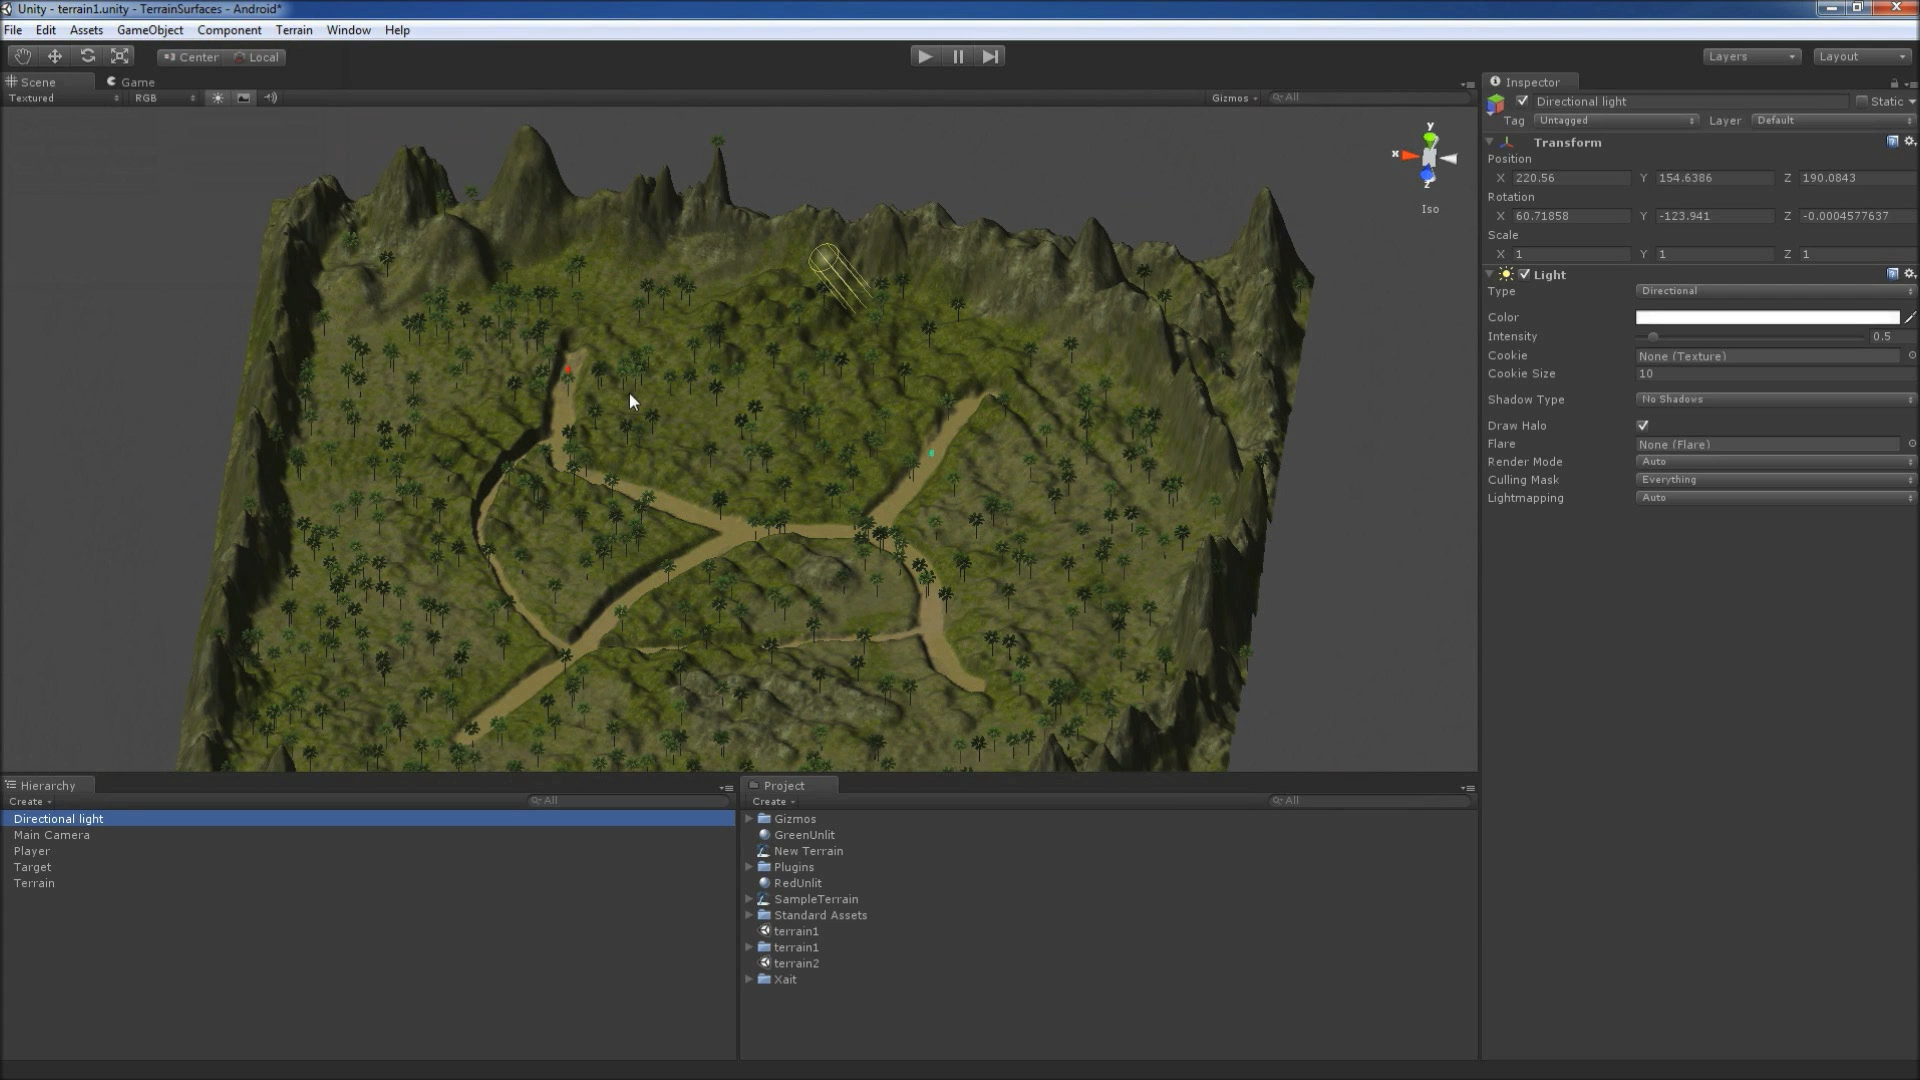 Unity - terrain1.unity - TerrainSurfaces - Android*
File Edit Assets GameObject Component Terrain Window Help
Center Local
Layers Layout
Scene Game
Textured RGB Gizmos All
y
x
z
Iso
Inspector
Directional light Static
Tag Untagged Layer Default
Transform
Position
X 220.56 Y 154.6386 Z 190.0843
Rotation
X 60.71858 Y -123.941 Z -0.0004577637
Scale
X 1 Y 1 Z 1
Light
Type Directional
Color
Intensity 0.5
Cookie None (Texture)
Cookie Size 10
Shadow Type No Shadows
Draw Halo
Flare None (Flare)
Render Mode Auto
Culling Mask Everything
Lightmapping Auto
Hierarchy
Create All
Directional light
Main Camera
Player
Target
Terrain
Project
Create All
Gizmos
GreenUnlit
New Terrain
Plugins
RedUnlit
SampleTerrain
Standard Assets
terrain1
terrain1
terrain2
Xait